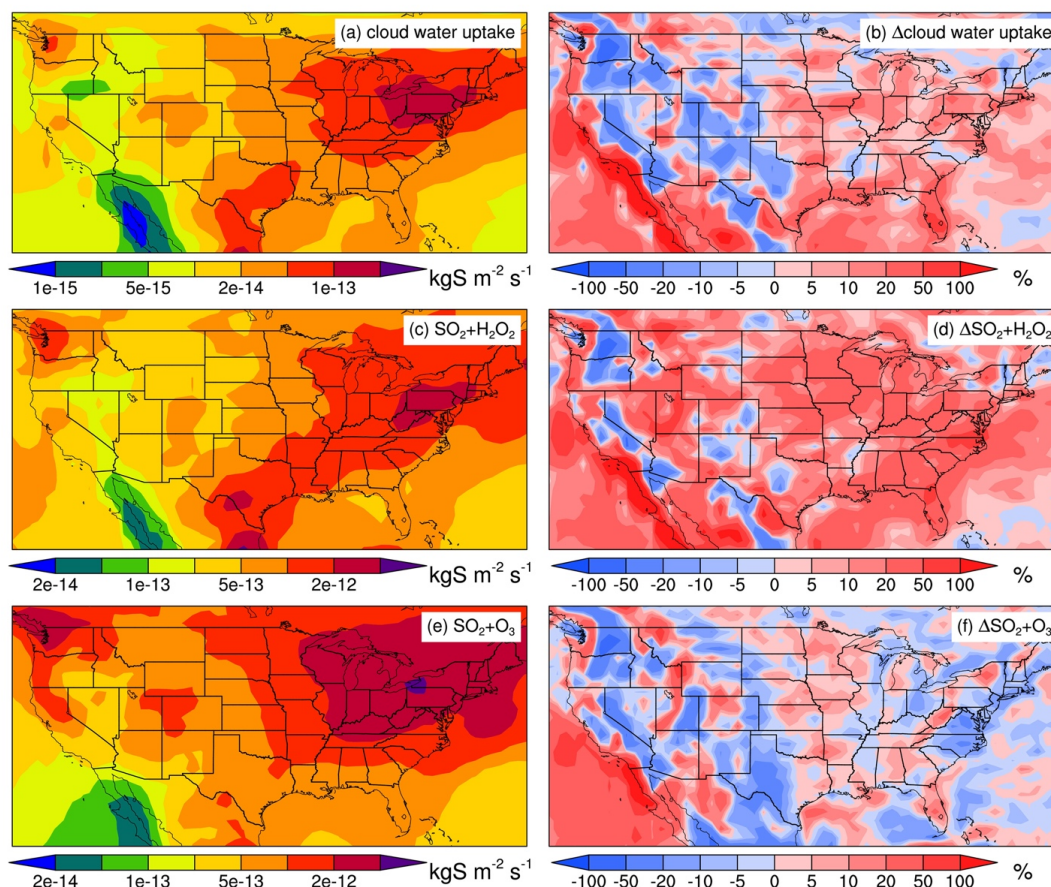 (a) cloud water uptake
(b) Δcloud water uptake
1e-15 5e-15 2e-14 1e-13 kgS m⁻² s⁻¹
-100 -50 -20 -10 -5 0 5 10 20 50 100 %
(c) SO₂+H₂O₂
(d) ΔSO₂+H₂O₂
2e-14 1e-13 5e-13 2e-12 kgS m⁻² s⁻¹
-100 -50 -20 -10 -5 0 5 10 20 50 100 %
(e) SO₂+O₃
(f) ΔSO₂+O₃
2e-14 1e-13 5e-13 2e-12 kgS m⁻² s⁻¹
-100 -50 -20 -10 -5 0 5 10 20 50 100 %